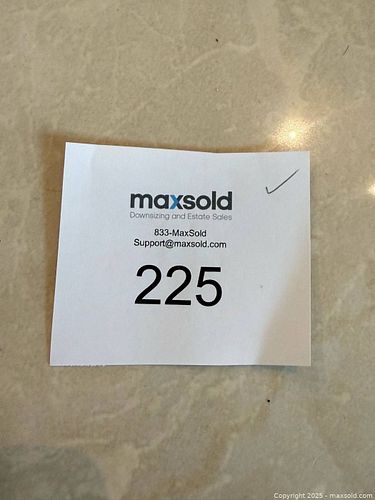 maxsold
Downsizing and Estate Sales
833-MaxSold
Support@maxsold.com
225
Copyright © 2025 - maxsold.com